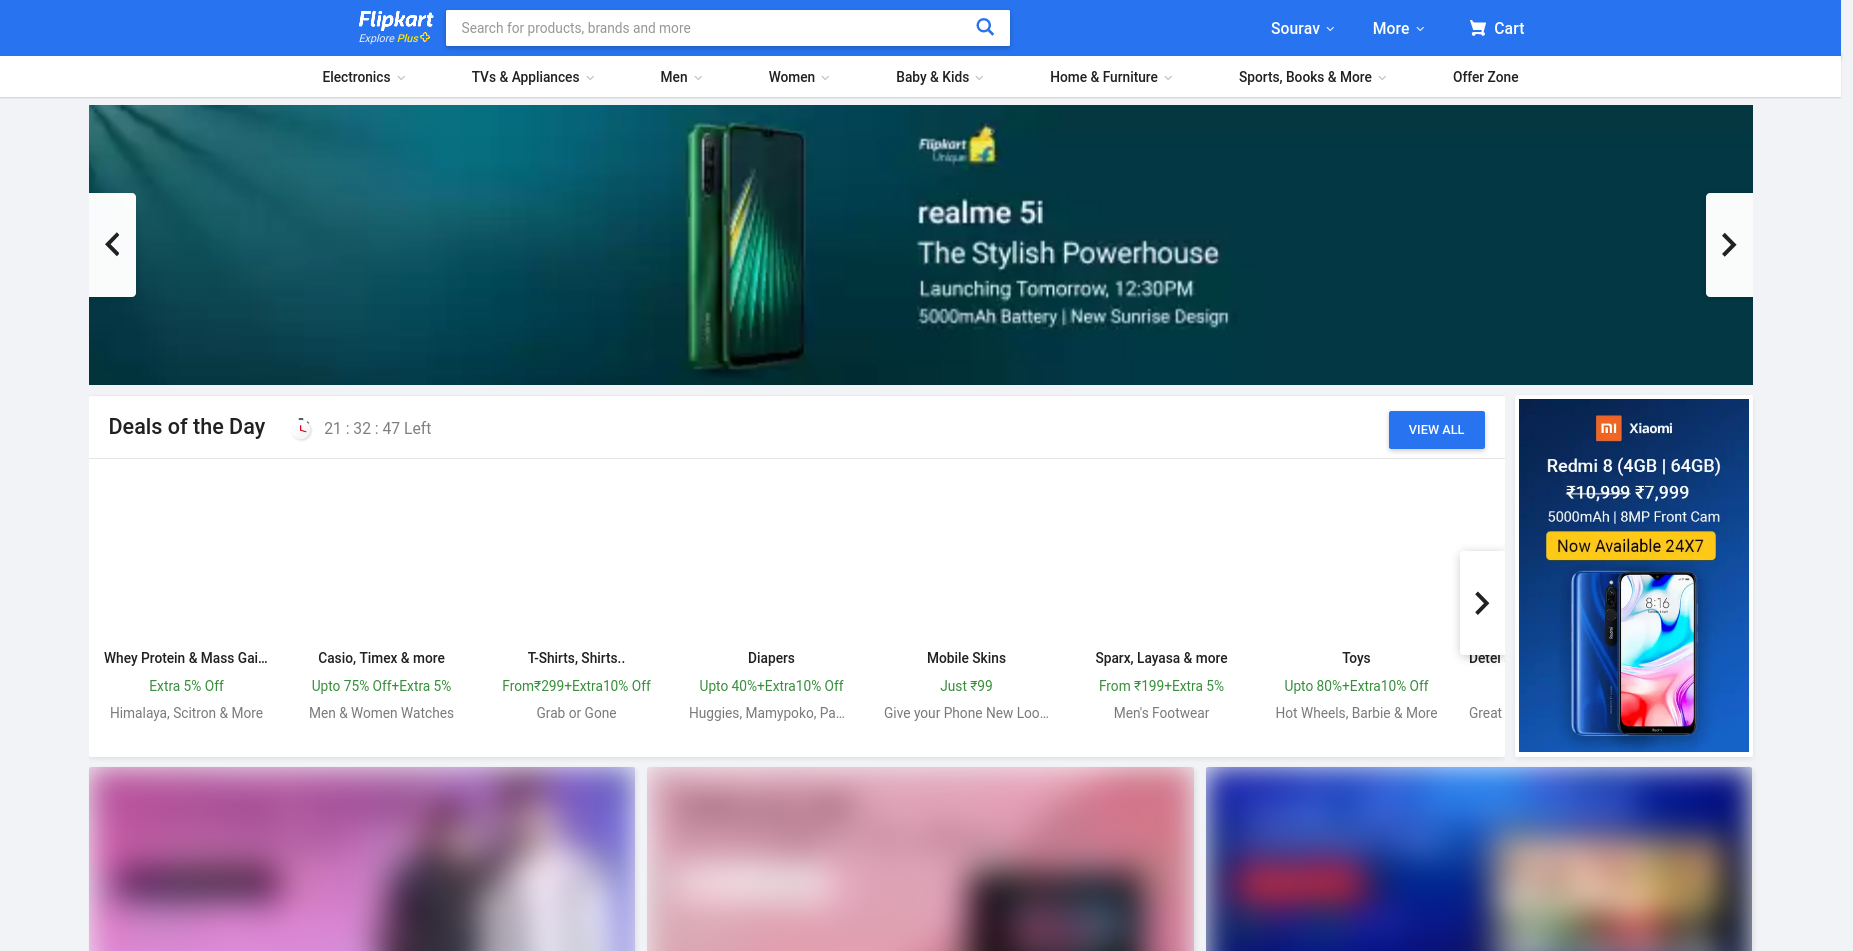 Flipkart
Explore Plus
Search for products, brands and more
Sourav
More
Cart
Electronics
TVs & Appliances
Men
Women
Baby & Kids
Home & Furniture
Sports, Books & More
Offer Zone
Flipkart
Unique
realme 5i
The Stylish Powerhouse
Launching Tomorrow, 12:30PM
5000mAh Battery | New Sunrise Design
Deals of the Day
21 : 32 : 47 Left
VIEW ALL
Whey Protein & Mass Gai...
Extra 5% Off
Himalaya, Scitron & More
Casio, Timex & more
Upto 75% Off+Extra 5%
Men & Women Watches
T-Shirts, Shirts..
From₹299+Extra10% Off
Grab or Gone
Diapers
Upto 40%+Extra10% Off
Huggies, Mamypoko, Pa...
Mobile Skins
Just ₹99
Give your Phone New Loo...
Sparx, Layasa & more
From ₹199+Extra 5%
Men's Footwear
Toys
Upto 80%+Extra10% Off
Hot Wheels, Barbie & More
Deter
Great
mi Xiaomi
Redmi 8 (4GB | 64GB)
₹10,999 ₹7,999
5000mAh | 8MP Front Cam
Now Available 24X7
8:16